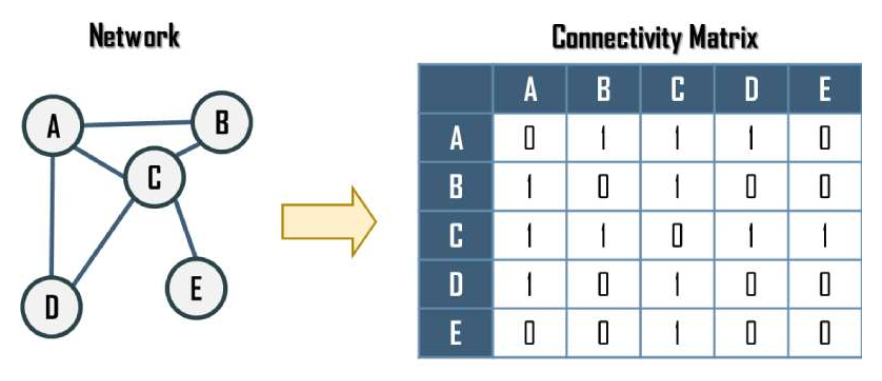 Network
Connectivity Matrix
A
B
C
D
E
A B C D E
A 0 1 1 1 0
B 1 0 1 0 0
C 1 1 0 1 1
D 1 0 1 0 0
E 0 0 1 0 0